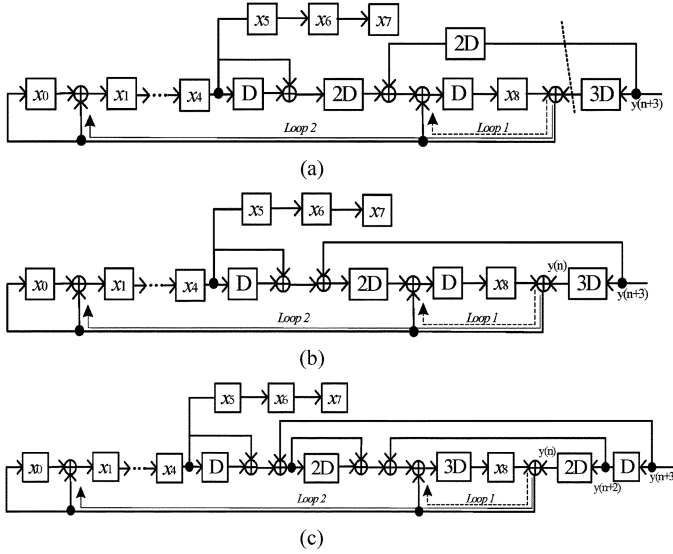 x5 x6 x7
2D
x0 x1 x4 D 2D D x8 3D
y(n+3)
Loop 2 Loop 1
(a)
x5 x6 x7
x0 x1 x4 D 2D D x8 y(n) 3D
y(n+3)
Loop 2 Loop 1
(b)
x5 x6 x7
x0 x1 x4 D 2D 3D x8 y(n) 2D D
y(n+2) y(n+3
Loop 2 Loop 1
(c)